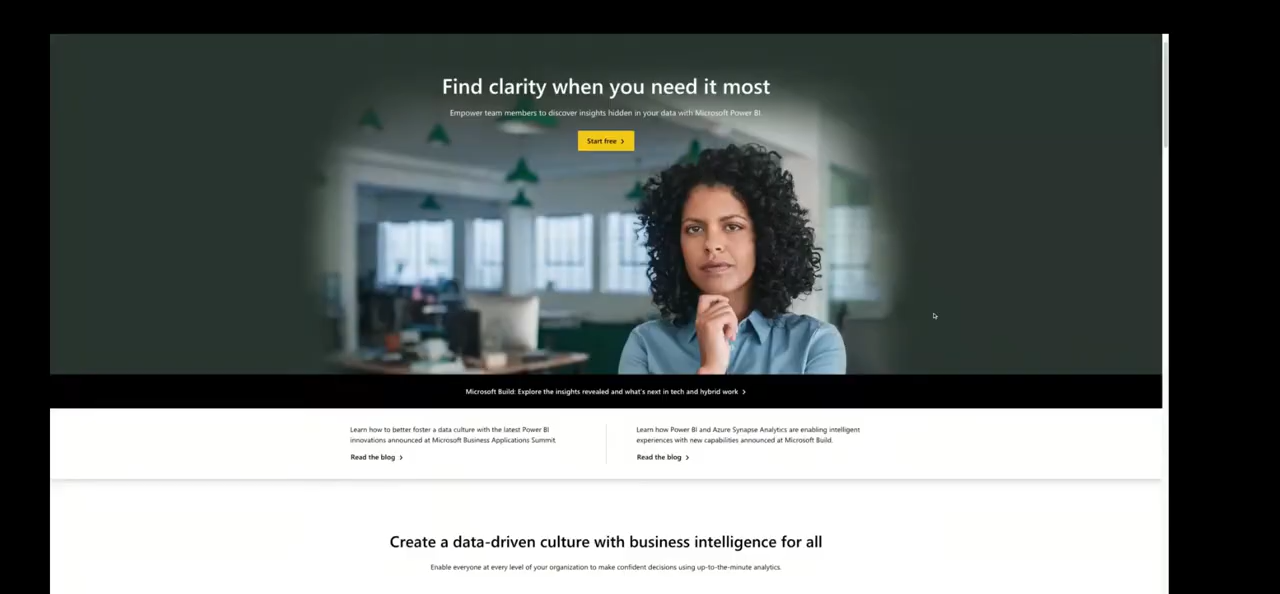 Find clarity when you need it most
Empower team members to discover insights hidden in your data with Microsoft Power BI
Start free
Microsoft Build: Explore the insights revealed and what's next in tech and hybrid work
Learn how to better foster a data culture with the latest Power BI
innovations announced at Microsoft Business Applications Summit.
Read the blog
Learn how Power BI and Azure Synapse Analytics are enabling intelligent
experiences with new capabilities announced at Microsoft Build.
Read the blog
Create a data-driven culture with business intelligence for all
Enable everyone at every level of your organization to make confident decisions using up-to-the-minute analytics.